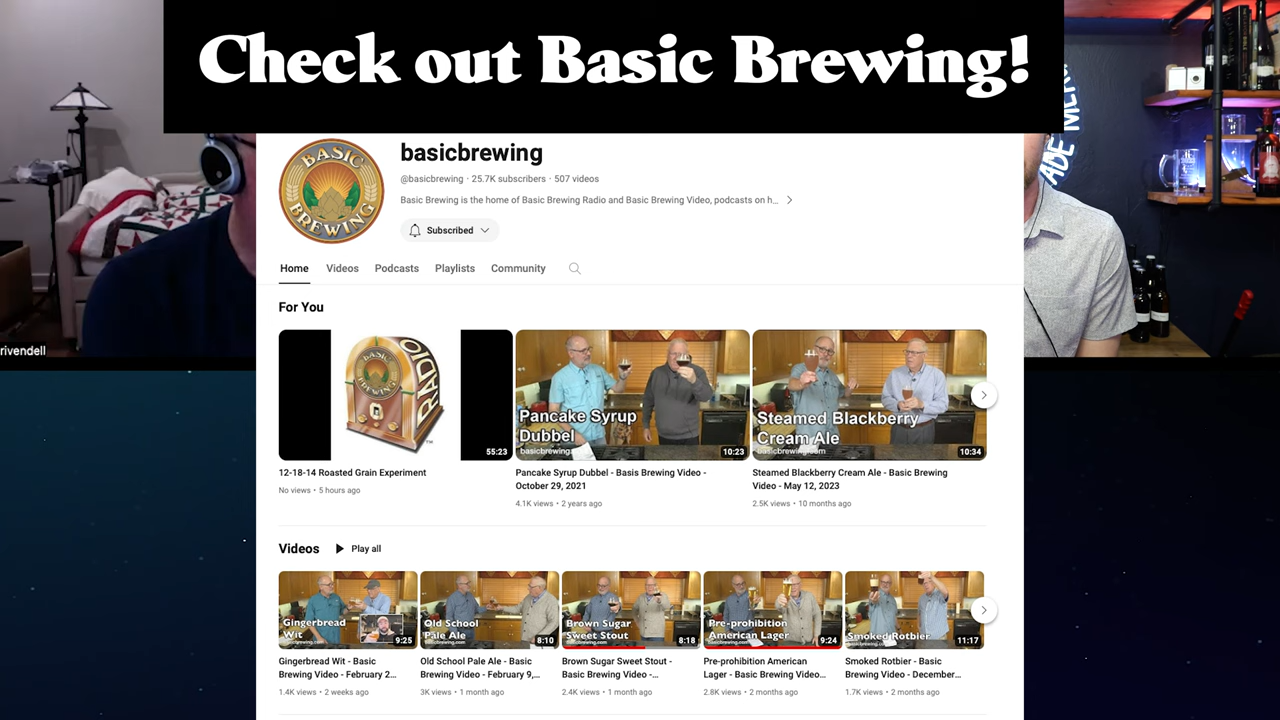 Check out Basic Brewing!
BASIC
BREWING
basicbrewing
@basicbrewing · 25.7K subscribers · 507 videos
Basic Brewing is the home of Basic Brewing Radio and Basic Brewing Video, podcasts on h...
Subscribed
Home Videos Podcasts Playlists Community
ADE MER
rivendell
For You
BASIC
BREWING
RADIO
55:23
Pancake Syrup
Dubbel
10:23
Steamed Blackberry
Cream Ale
basicbrewing.com
10:34
12-18-14 Roasted Grain Experiment
No views · 5 hours ago
Pancake Syrup Dubbel - Basis Brewing Video -
October 29, 2021
4.1K views · 2 years ago
Steamed Blackberry Cream Ale - Basic Brewing
Video - May 12, 2023
2.5K views · 10 months ago
Videos Play all
Gingerbread
Wit
9:25
Old School
Pale Ale
8:10
Brown Sugar
Sweet Stout
8:18
Pre-prohibition
American Lager
9:24
Smoked Rotbier
11:17
Gingerbread Wit - Basic
Brewing Video - February 2...
1.4K views · 2 weeks ago
Old School Pale Ale - Basic
Brewing Video - February 9,...
3K views · 1 month ago
Brown Sugar Sweet Stout -
Basic Brewing Video -...
2.4K views · 1 month ago
Pre-prohibition American
Lager - Basic Brewing Video...
2.8K views · 2 months ago
Smoked Rotbier - Basic
Brewing Video - December...
1.7K views · 2 months ago